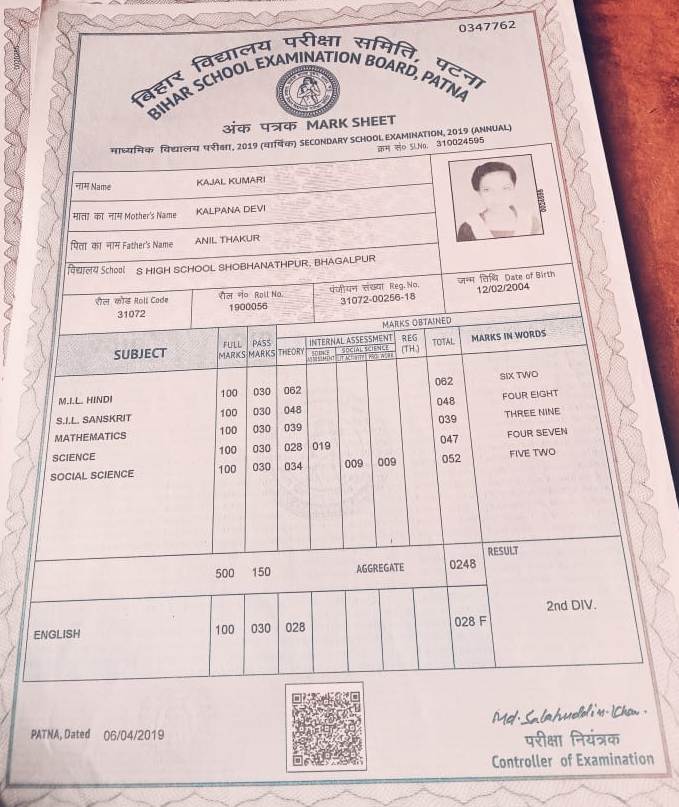 0347762
बिहार विद्यालय परीक्षा समिति, पटना
BIHAR SCHOOL EXAMINATION BOARD, PATNA
अंक पत्रक MARK SHEET
माध्यमिक विद्यालय परीक्षा, 2019 (वार्षिक) SECONDARY SCHOOL EXAMINATION, 2019 (ANNUAL)
क्रम सं० Sl.No. 310024595
नाम Name KAJAL KUMARI
माता का नाम Mother's Name KALPANA DEVI
पिता का नाम Father's Name ANIL THAKUR
विद्यालय School S HIGH SCHOOL SHOBHANATHPUR, BHAGALPUR
रौल कोड Roll Code रौल नं० Roll No. पंजीयन संख्या Reg. No. जन्म तिथि Date of Birth
31072 1900056 31072-00256-18 12/02/2004
MARKS OBTAINED
SUBJECT FULL MARKS PASS MARKS THEORY INTERNAL ASSESSMENT REG (TH.) TOTAL MARKS IN WORDS
SOCIAL SCIENCE
M.I.L. HINDI 100 030 062 062 SIX TWO
S.I.L. SANSKRIT 100 030 048 048 FOUR EIGHT
MATHEMATICS 100 030 039 039 THREE NINE
SCIENCE 100 030 028 019 047 FOUR SEVEN
SOCIAL SCIENCE 100 030 034 009 009 052 FIVE TWO
500 150 AGGREGATE 0248 RESULT
2nd DIV.
ENGLISH 100 030 028 028 F
PATNA, Dated 06/04/2019
Md. Salahuddin Khan.
परीक्षा नियंत्रक
Controller of Examination